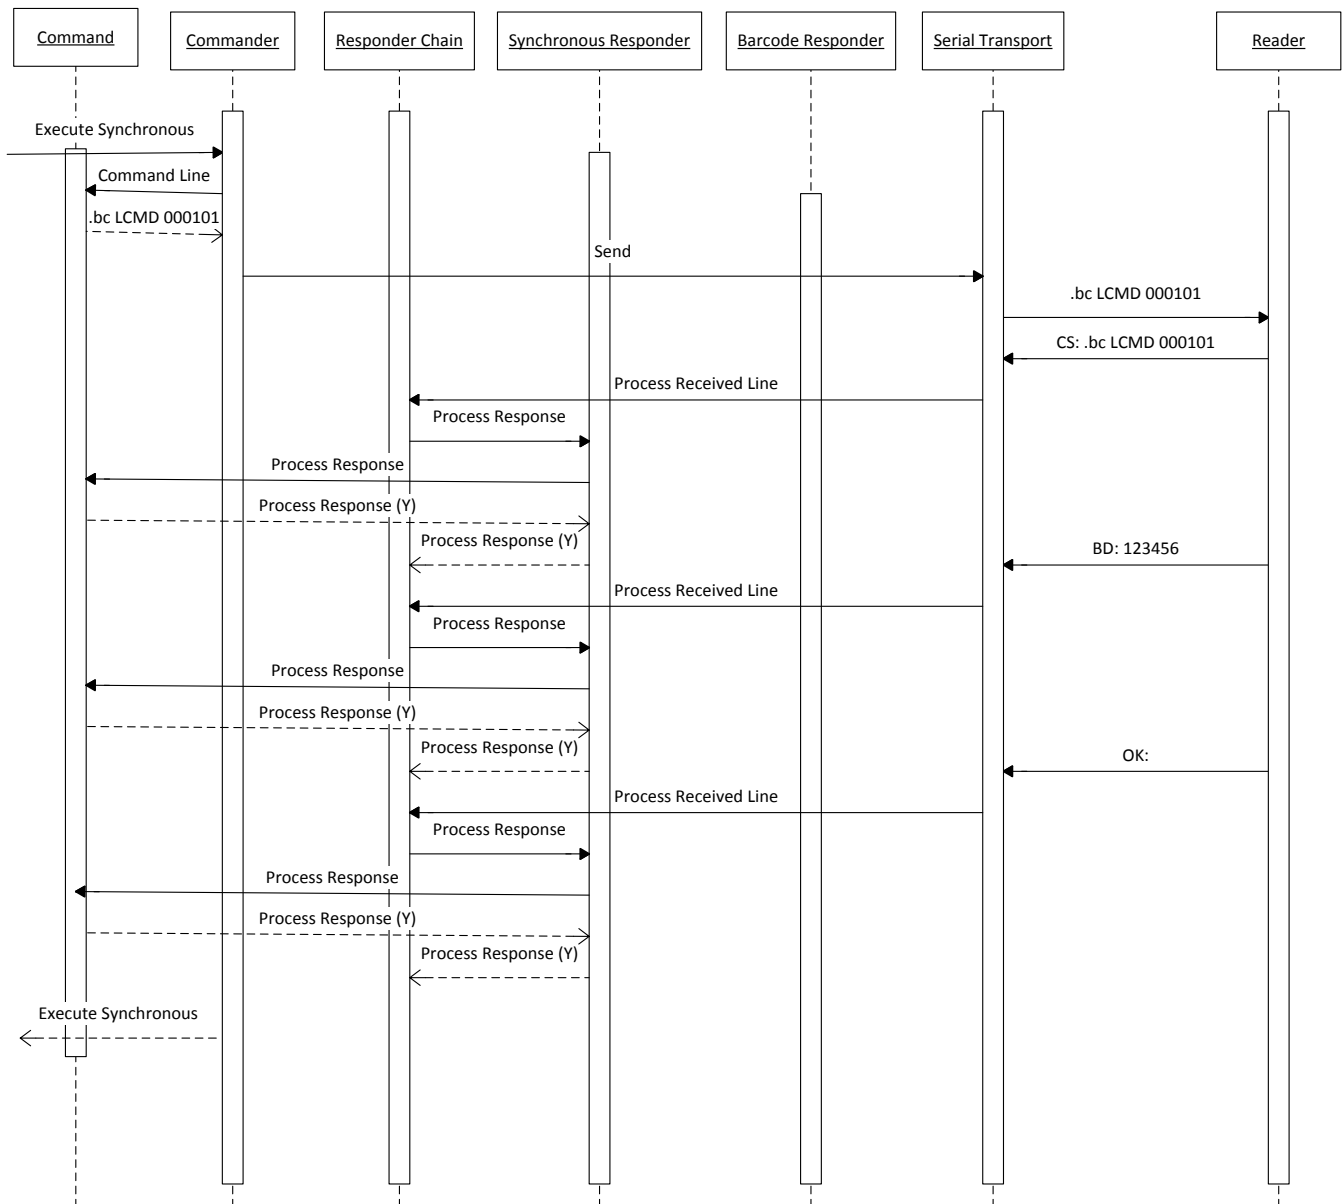 Command
Commander
Responder Chain
Synchronous Responder
Barcode Responder
Serial Transport
Reader
Execute Synchronous
Command Line
.bc LCMD 000101
Send
.bc LCMD 000101
CS: .bc LCMD 000101
Process Received Line
Process Response
Process Response
Process Response (Y)
Process Response (Y)
BD: 123456
Process Received Line
Process Response
Process Response
Process Response (Y)
Process Response (Y)
OK:
Process Received Line
Process Response
Process Response
Process Response (Y)
Process Response (Y)
Execute Synchronous